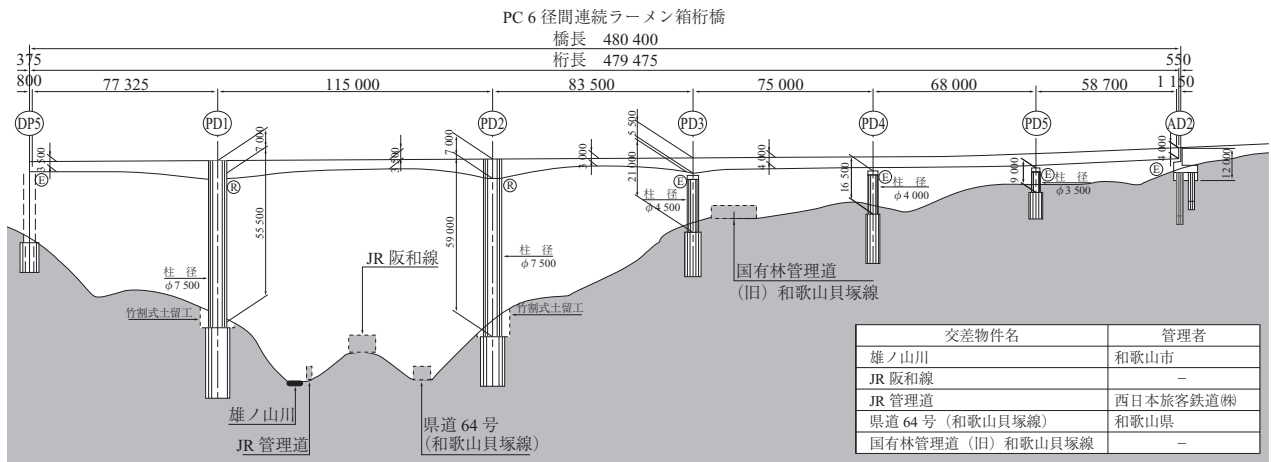 PC 6 径間連続ラーメン箱桁橋
橋長 480 400
375 桁長 479 475 550
800 77 325 115 000 83 500 75 000 68 000 58 700 1 150
DP5 PD1 PD2 PD3 PD4 PD5 AD2
3 500
7 000
3 500
7 000
3 000
5 500
21 000
4 000
16 500
9 000
4 000
12 000
E R R E E E E
55 500
59 000
柱 径
φ 7 500
柱 径
φ 7 500
柱 径
φ 4 500
柱 径
φ 4 000
柱 径
φ 3 500
竹割式土留工
竹割式土留工
JR 阪和線
国有林管理道
(旧)和歌山貝塚線
雄ノ山川
JR 管理道
県道 64 号
(和歌山貝塚線)
交差物件名 管理者
雄ノ山川 和歌山市
JR 阪和線 −
JR 管理道 西日本旅客鉄道㈱
県道 64 号(和歌山貝塚線) 和歌山県
国有林管理道(旧)和歌山貝塚線 −